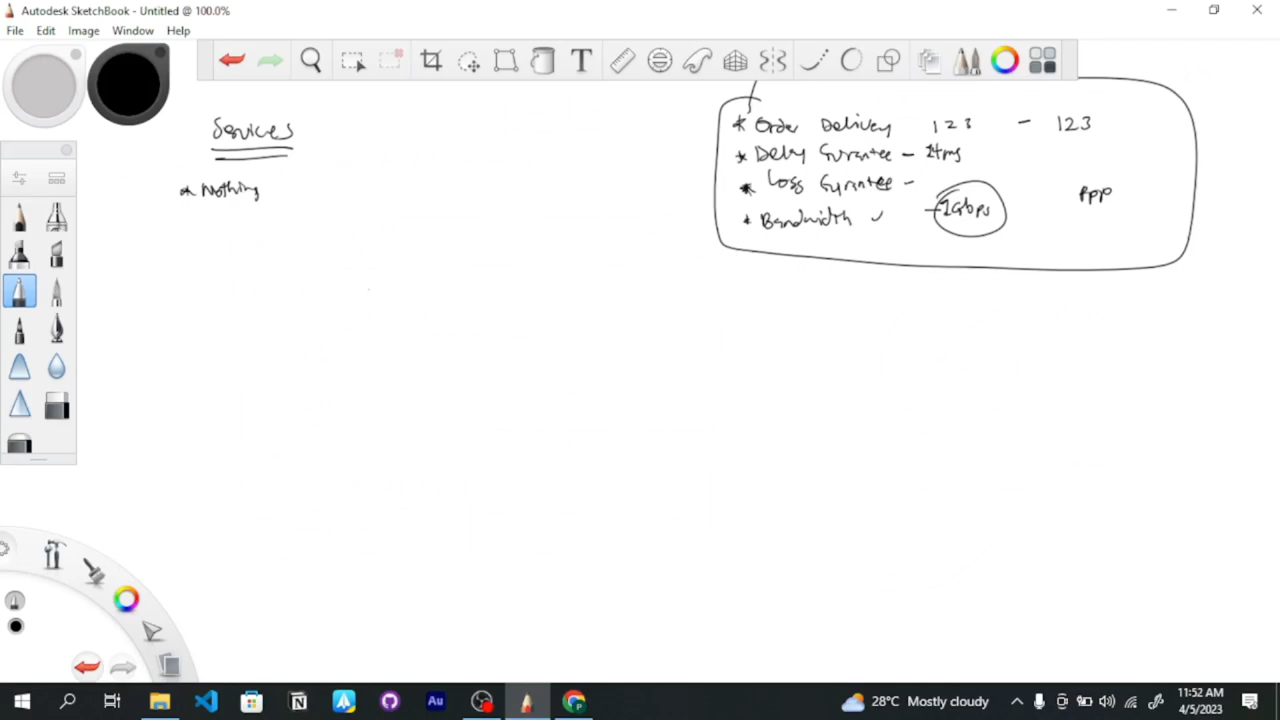 Autodesk SketchBook - Untitled @ 100.0%
File Edit Image Window Help
Services
* Nothing
* Order Delivery 123 - 123
* Delay Gurantee - 24ms
* Loss Gurantee -
PPP
* Bandwidth ✓ - 1Gbps
28°C Mostly cloudy
11:52 AM
4/5/2023